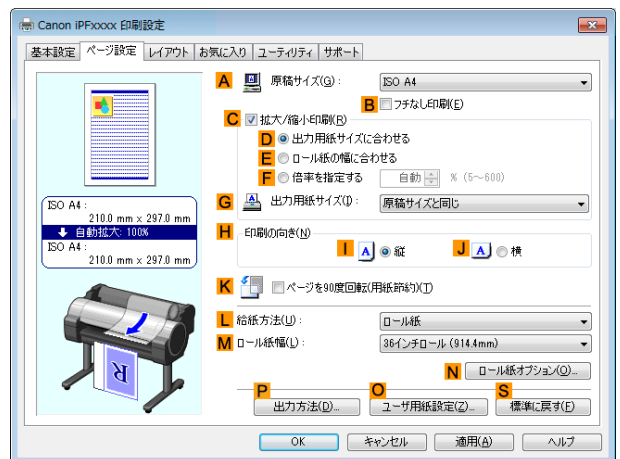 Canon iPFxxxx 印刷設定
基本設定 ページ設定 レイアウト お気に入り ユーティリティ サポート
A 原稿サイズ(G): ISO A4
B フチなし印刷(E)
C 拡大/縮小印刷(R)
D 出力用紙サイズに合わせる
E ロール紙の幅に合わせる
F 倍率を指定する 自動 % (5～600)
G 出力用紙サイズ(I): 原稿サイズと同じ
H 印刷の向き(N)
I A 縦 J A 横
K ページを90度回転(用紙節約)(T)
L 給紙方法(U): ロール紙
M ロール紙幅(L): 36インチロール (914.4mm)
N ロール紙オプション(O)...
P O S
出力方法(D)... ユーザ用紙設定(Z)... 標準に戻す(F)
ISO A4:
210.0 mm × 297.0 mm
自動拡大: 100%
ISO A4:
210.0 mm × 297.0 mm
R
OK キャンセル 適用(A) ヘルプ